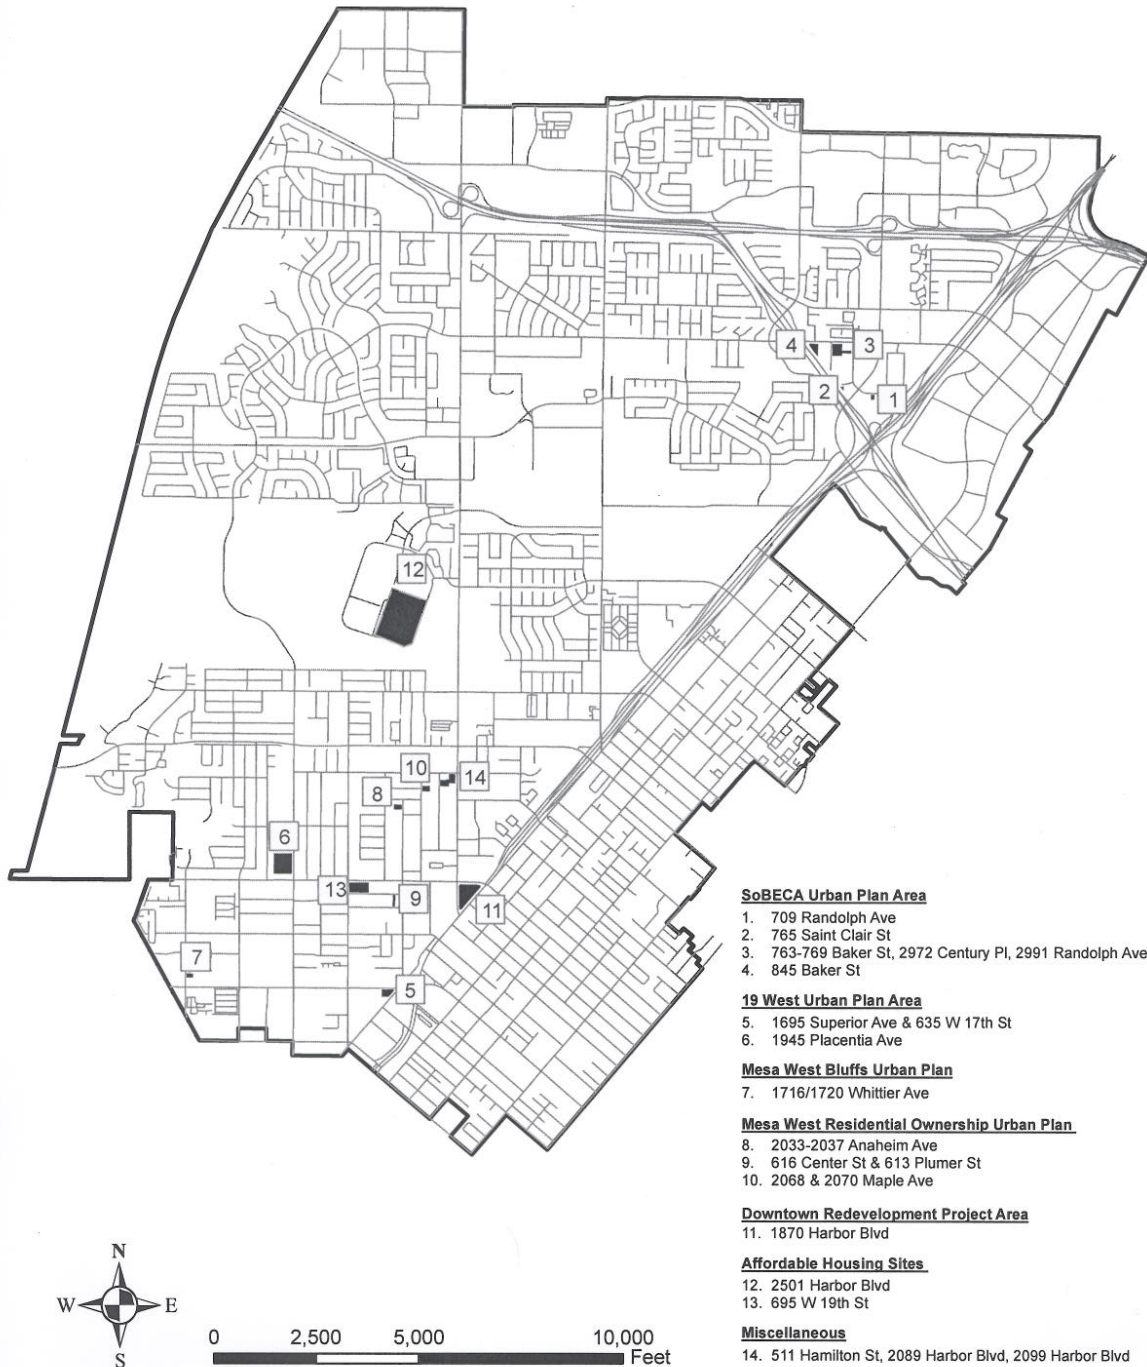 4
3
2
1
12
10
14
8
6
13
9
11
7
5
SoBECA Urban Plan Area
1. 709 Randolph Ave
2. 765 Saint Clair St
3. 763-769 Baker St, 2972 Century Pl, 2991 Randolph Ave
4. 845 Baker St
19 West Urban Plan Area
5. 1695 Superior Ave & 635 W 17th St
6. 1945 Placentia Ave
Mesa West Bluffs Urban Plan
7. 1716/1720 Whittier Ave
Mesa West Residential Ownership Urban Plan
8. 2033-2037 Anaheim Ave
9. 616 Center St & 613 Plumer St
10. 2068 & 2070 Maple Ave
Downtown Redevelopment Project Area
11. 1870 Harbor Blvd
Affordable Housing Sites
12. 2501 Harbor Blvd
13. 695 W 19th St
Miscellaneous
14. 511 Hamilton St, 2089 Harbor Blvd, 2099 Harbor Blvd
N
W E
S
0 2,500 5,000 10,000
Feet